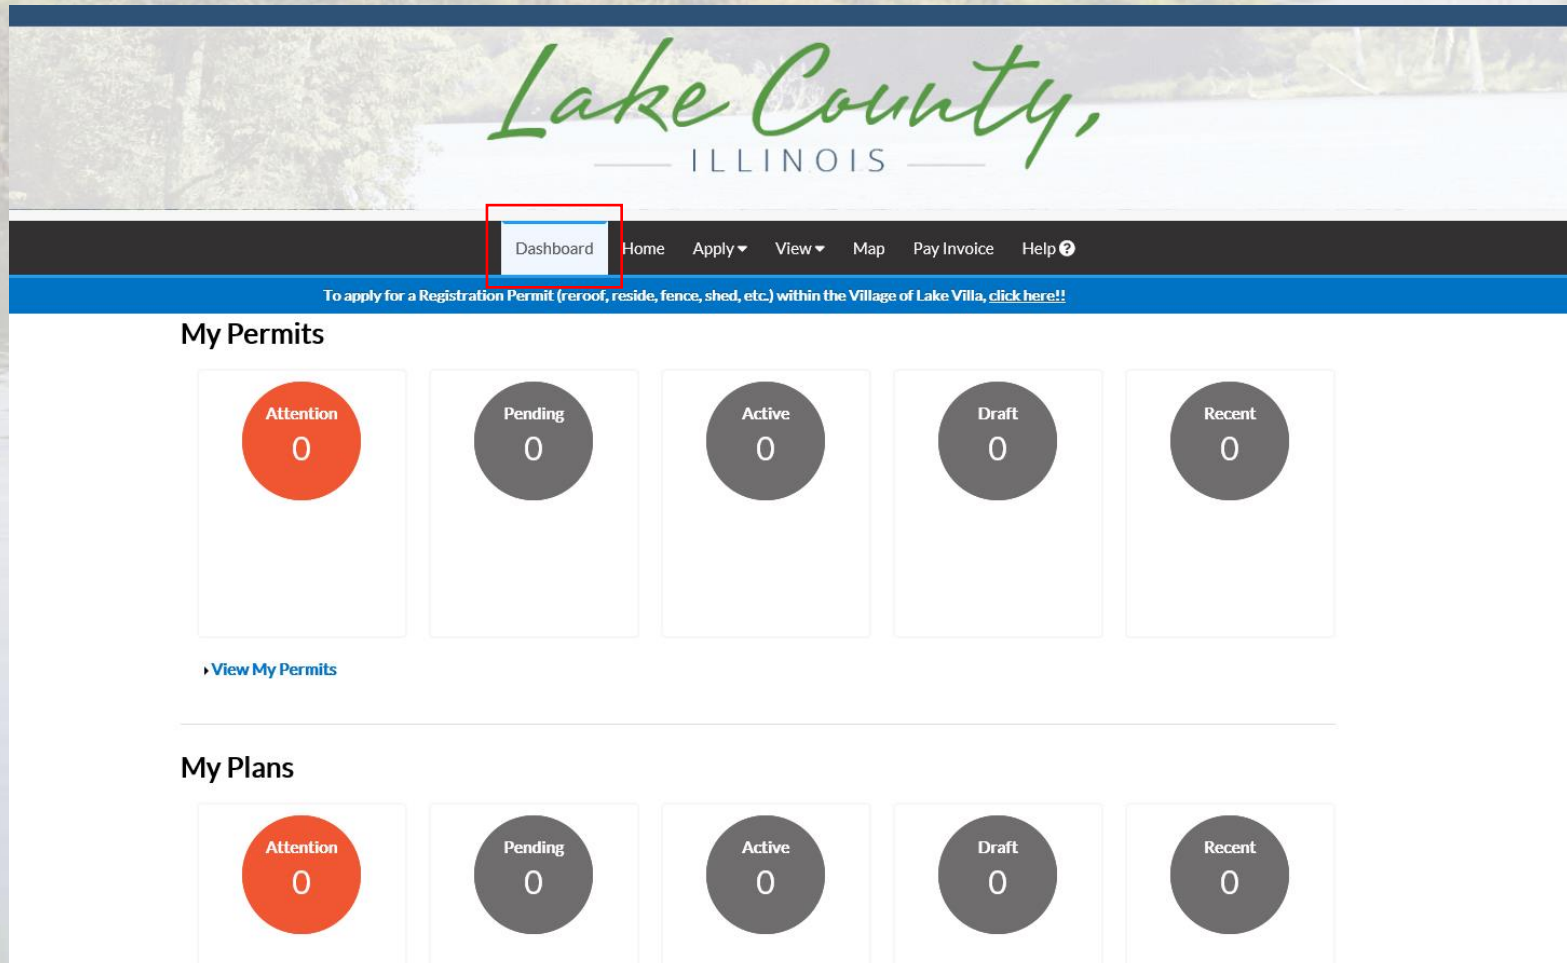 Lake County,
ILLINOIS
Dashboard Home Apply View Map Pay Invoice Help ?
To apply for a Registration Permit (reroof, reside, fence, shed, etc.) within the Village of Lake Villa, click here!!
My Permits
Attention Pending Active Draft Recent
0 0 0 0 0
View My Permits
My Plans
Attention Pending Active Draft Recent
0 0 0 0 0